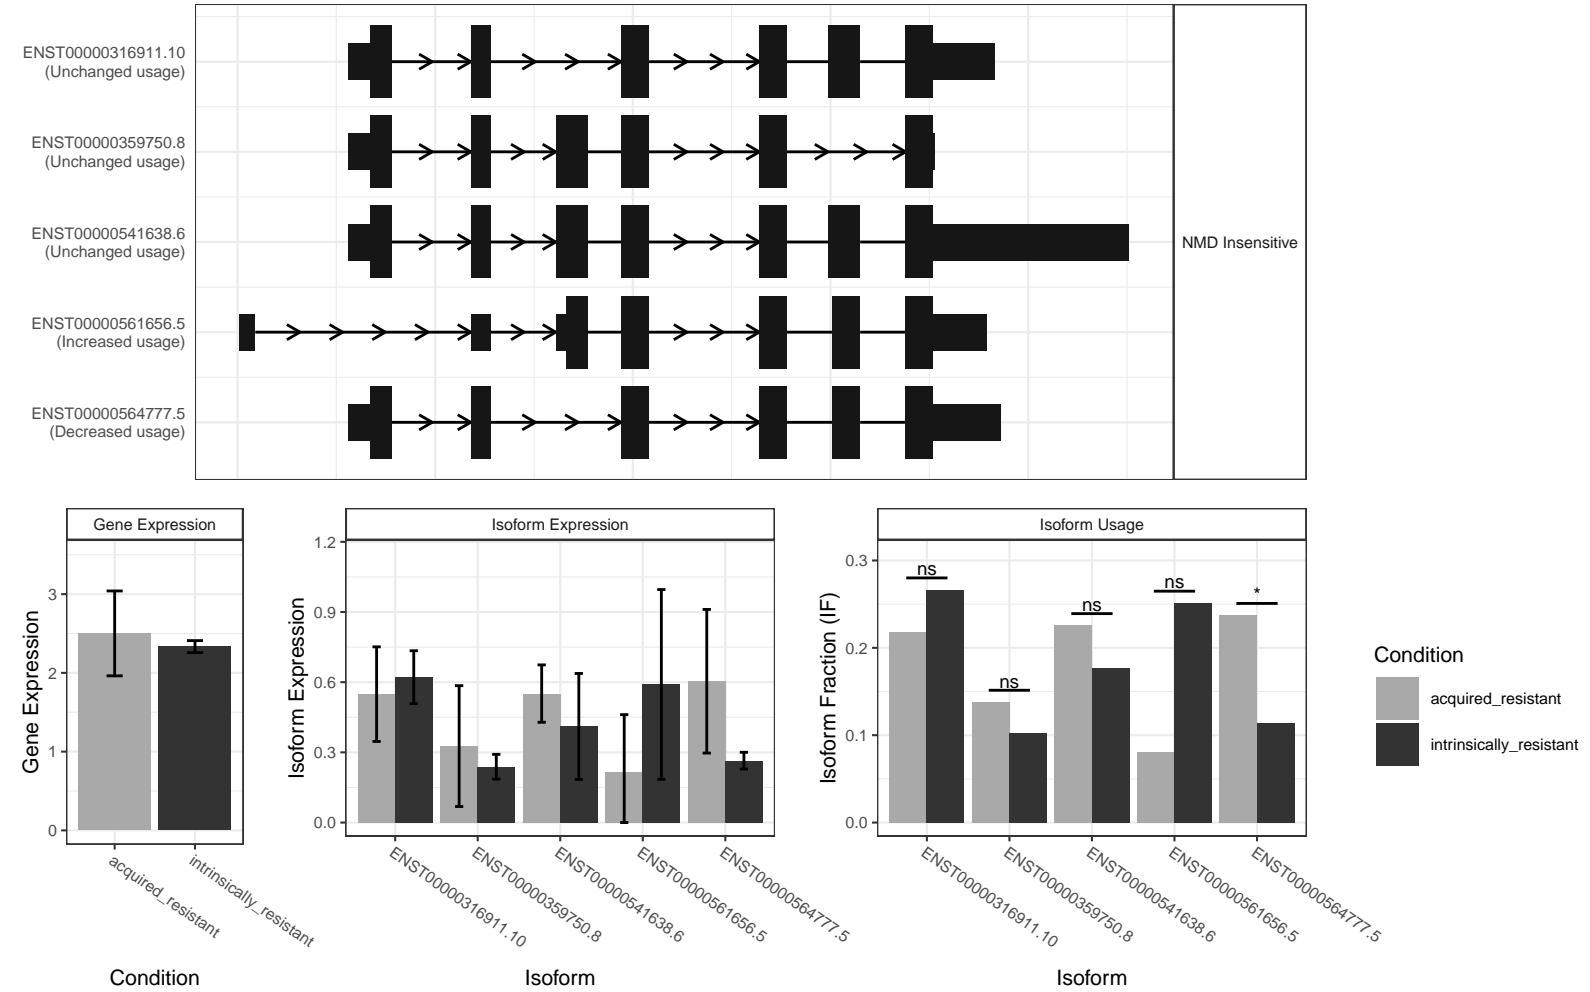 ENST00000316911.10
(Unchanged usage)
ENST00000359750.8
(Unchanged usage)
ENST00000541638.6
(Unchanged usage)
ENST00000561656.5
(Increased usage)
ENST00000564777.5
(Decreased usage)
NMD Insensitive
Gene Expression
Gene Expression
3
2
1
0
acquired_resistant
intrinsically_resistant
Condition
Isoform Expression
Isoform Expression
1.2
0.9
0.6
0.3
0.0
ENST00000316911.10
ENST00000359750.8
ENST00000541638.6
ENST00000561656.5
ENST00000564777.5
Isoform
Isoform Usage
Isoform Fraction (IF)
0.3
0.2
0.1
0.0
ns
ns
ns
ns
*
ENST00000316911.10
ENST00000359750.8
ENST00000541638.6
ENST00000561656.5
ENST00000564777.5
Isoform
Condition
acquired_resistant
intrinsically_resistant